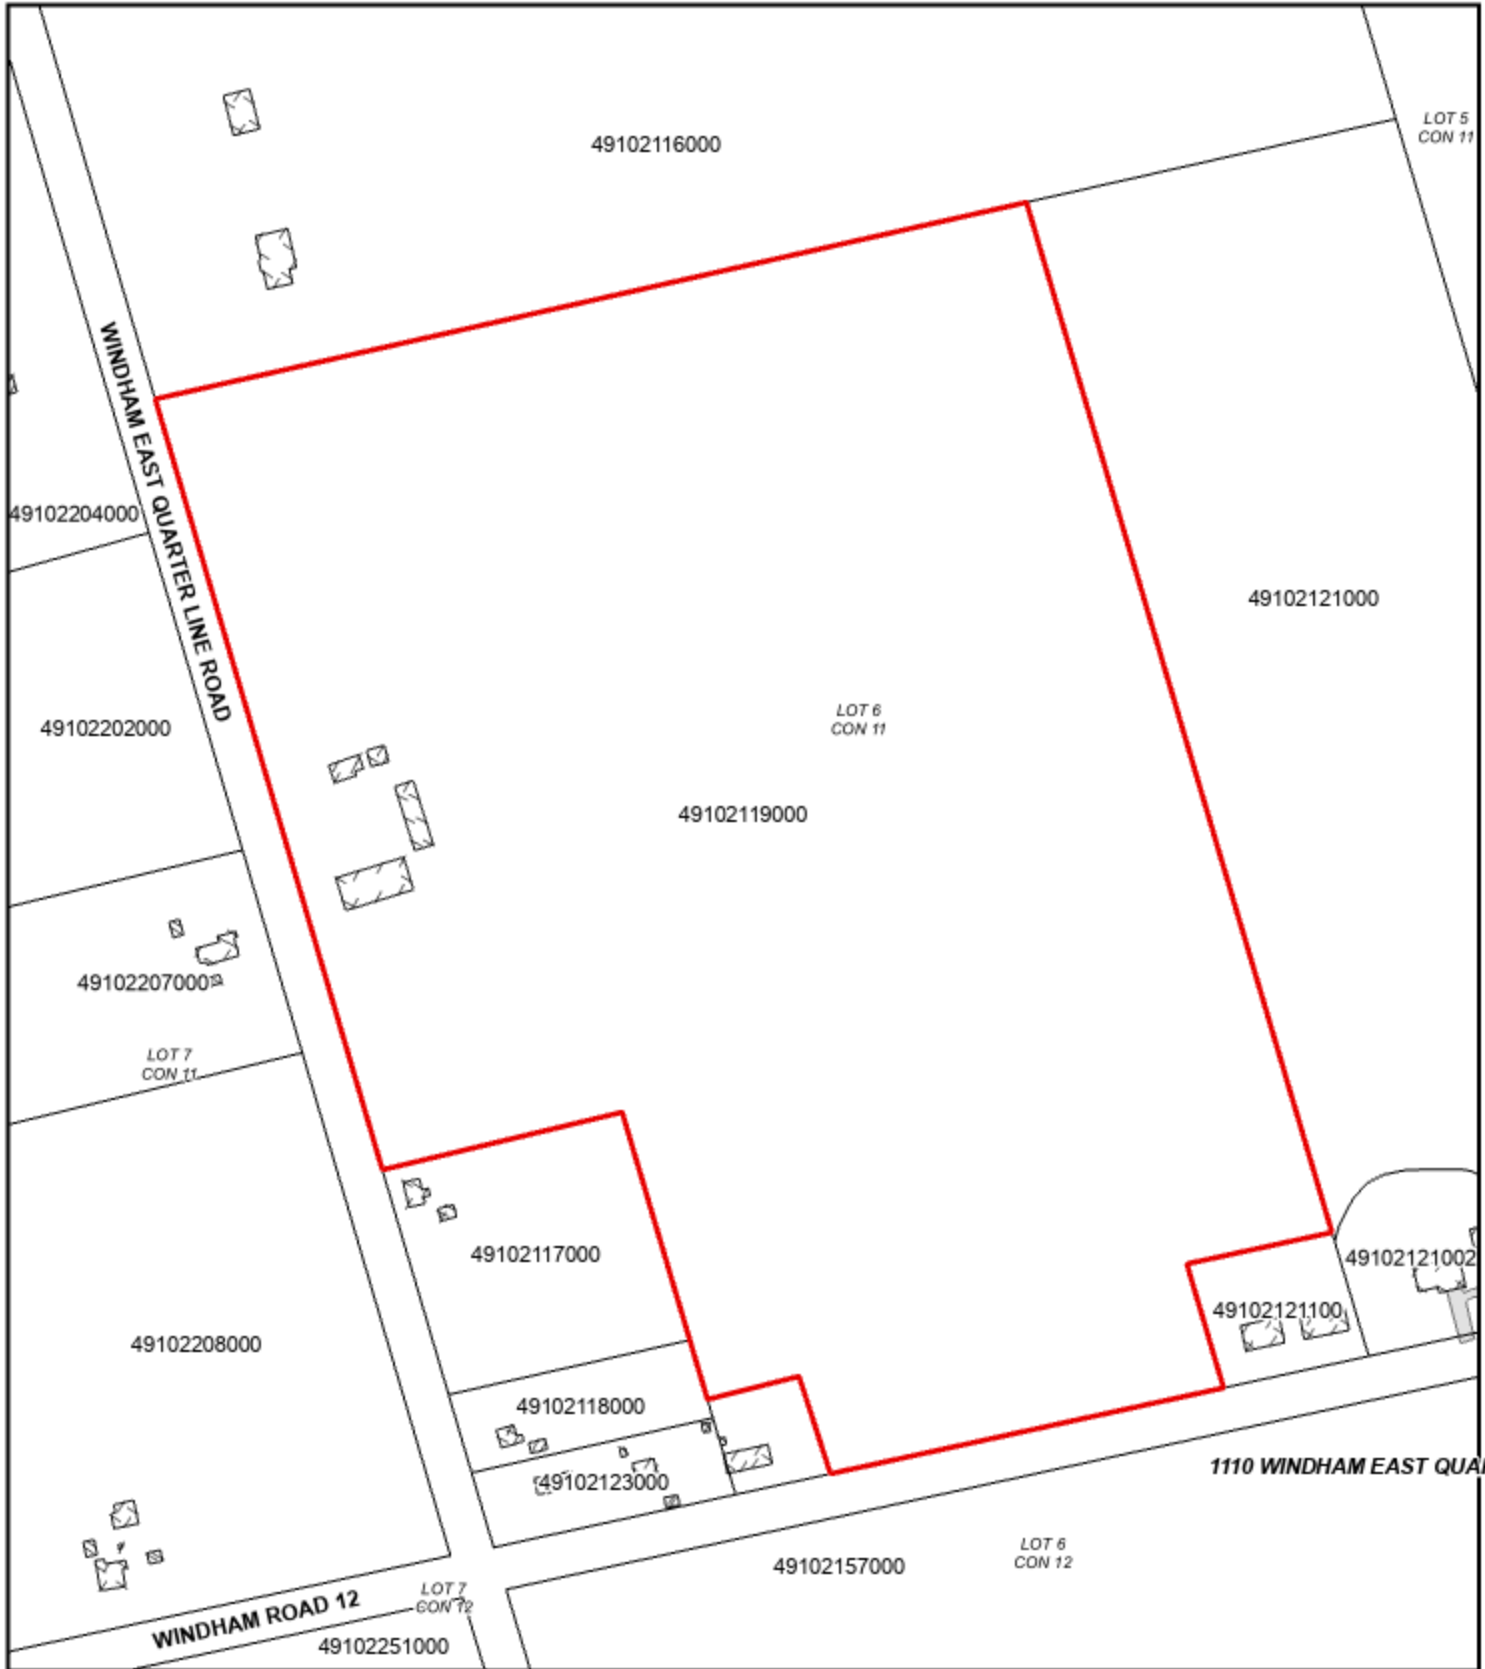 49102116000
LOT 5
CON 11
WINDHAM EAST QUARTER LINE ROAD
49102204000
49102121000
49102202000
LOT 6
CON 11
49102119000
49102207000
LOT 7
CON 11
49102117000
49102121002
49102121100
49102208000
49102118000
49102123000
1110 WINDHAM EAST QUA
49102157000
LOT 6
CON 12
LOT 7
CON 12
WINDHAM ROAD 12
49102251000